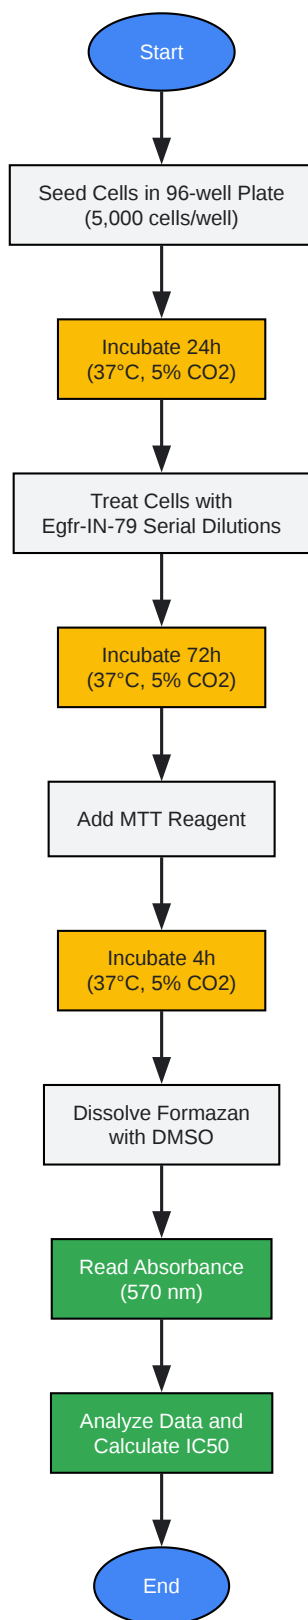 Start
Seed Cells in 96-well Plate
(5,000 cells/well)
Incubate 24h
(37°C, 5% CO2)
Treat Cells with
Egfr-IN-79 Serial Dilutions
Incubate 72h
(37°C, 5% CO2)
Add MTT Reagent
Incubate 4h
(37°C, 5% CO2)
Dissolve Formazan
with DMSO
Read Absorbance
(570 nm)
Analyze Data and
Calculate IC50
End